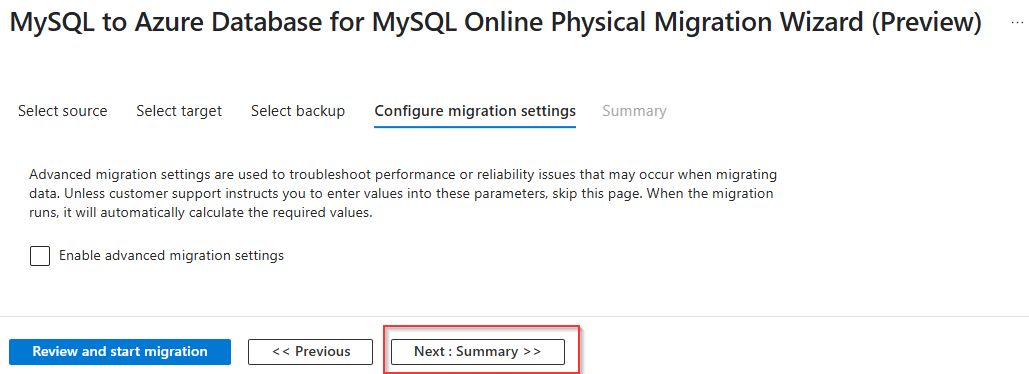 MySQL to Azure Database for MySQL Online Physical Migration Wizard (Preview) ...
Select source Select target Select backup Configure migration settings Summary
Advanced migration settings are used to troubleshoot performance or reliability issues that may occur when migrating
data. Unless customer support instructs you to enter values into these parameters, skip this page. When the migration
runs, it will automatically calculate the required values.
Enable advanced migration settings
Review and start migration << Previous Next : Summary >>